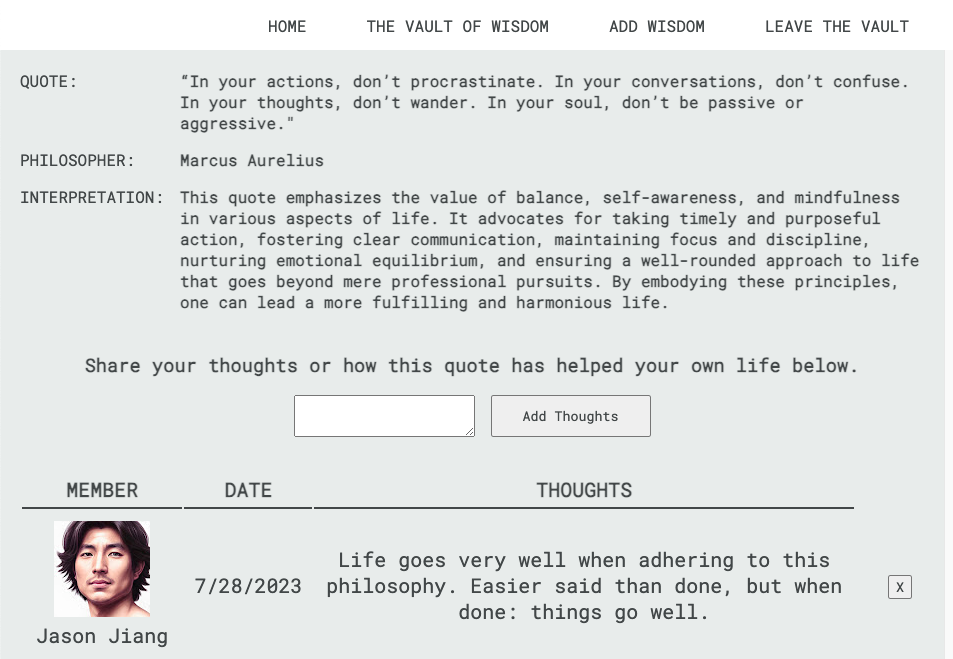 HOME THE VAULT OF WISDOM ADD WISDOM LEAVE THE VAULT
QUOTE: “In your actions, don’t procrastinate. In your conversations, don’t confuse.
In your thoughts, don’t wander. In your soul, don’t be passive or
aggressive."
PHILOSOPHER: Marcus Aurelius
INTERPRETATION: This quote emphasizes the value of balance, self-awareness, and mindfulness
in various aspects of life. It advocates for taking timely and purposeful
action, fostering clear communication, maintaining focus and discipline,
nurturing emotional equilibrium, and ensuring a well-rounded approach to life
that goes beyond mere professional pursuits. By embodying these principles,
one can lead a more fulfilling and harmonious life.
Share your thoughts or how this quote has helped your own life below.
Add Thoughts
MEMBER DATE THOUGHTS
Life goes very well when adhering to this
7/28/2023 philosophy. Easier said than done, but when X
done: things go well.
Jason Jiang